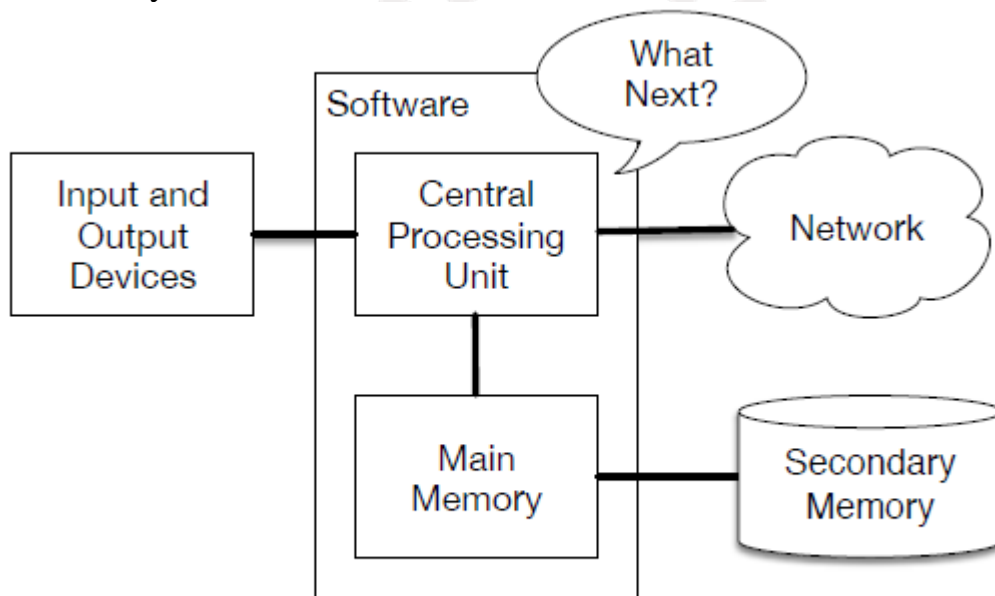 What
Next?
Software
Input and
Output
Devices
Central
Processing
Unit
Network
Main
Memory
Secondary
Memory